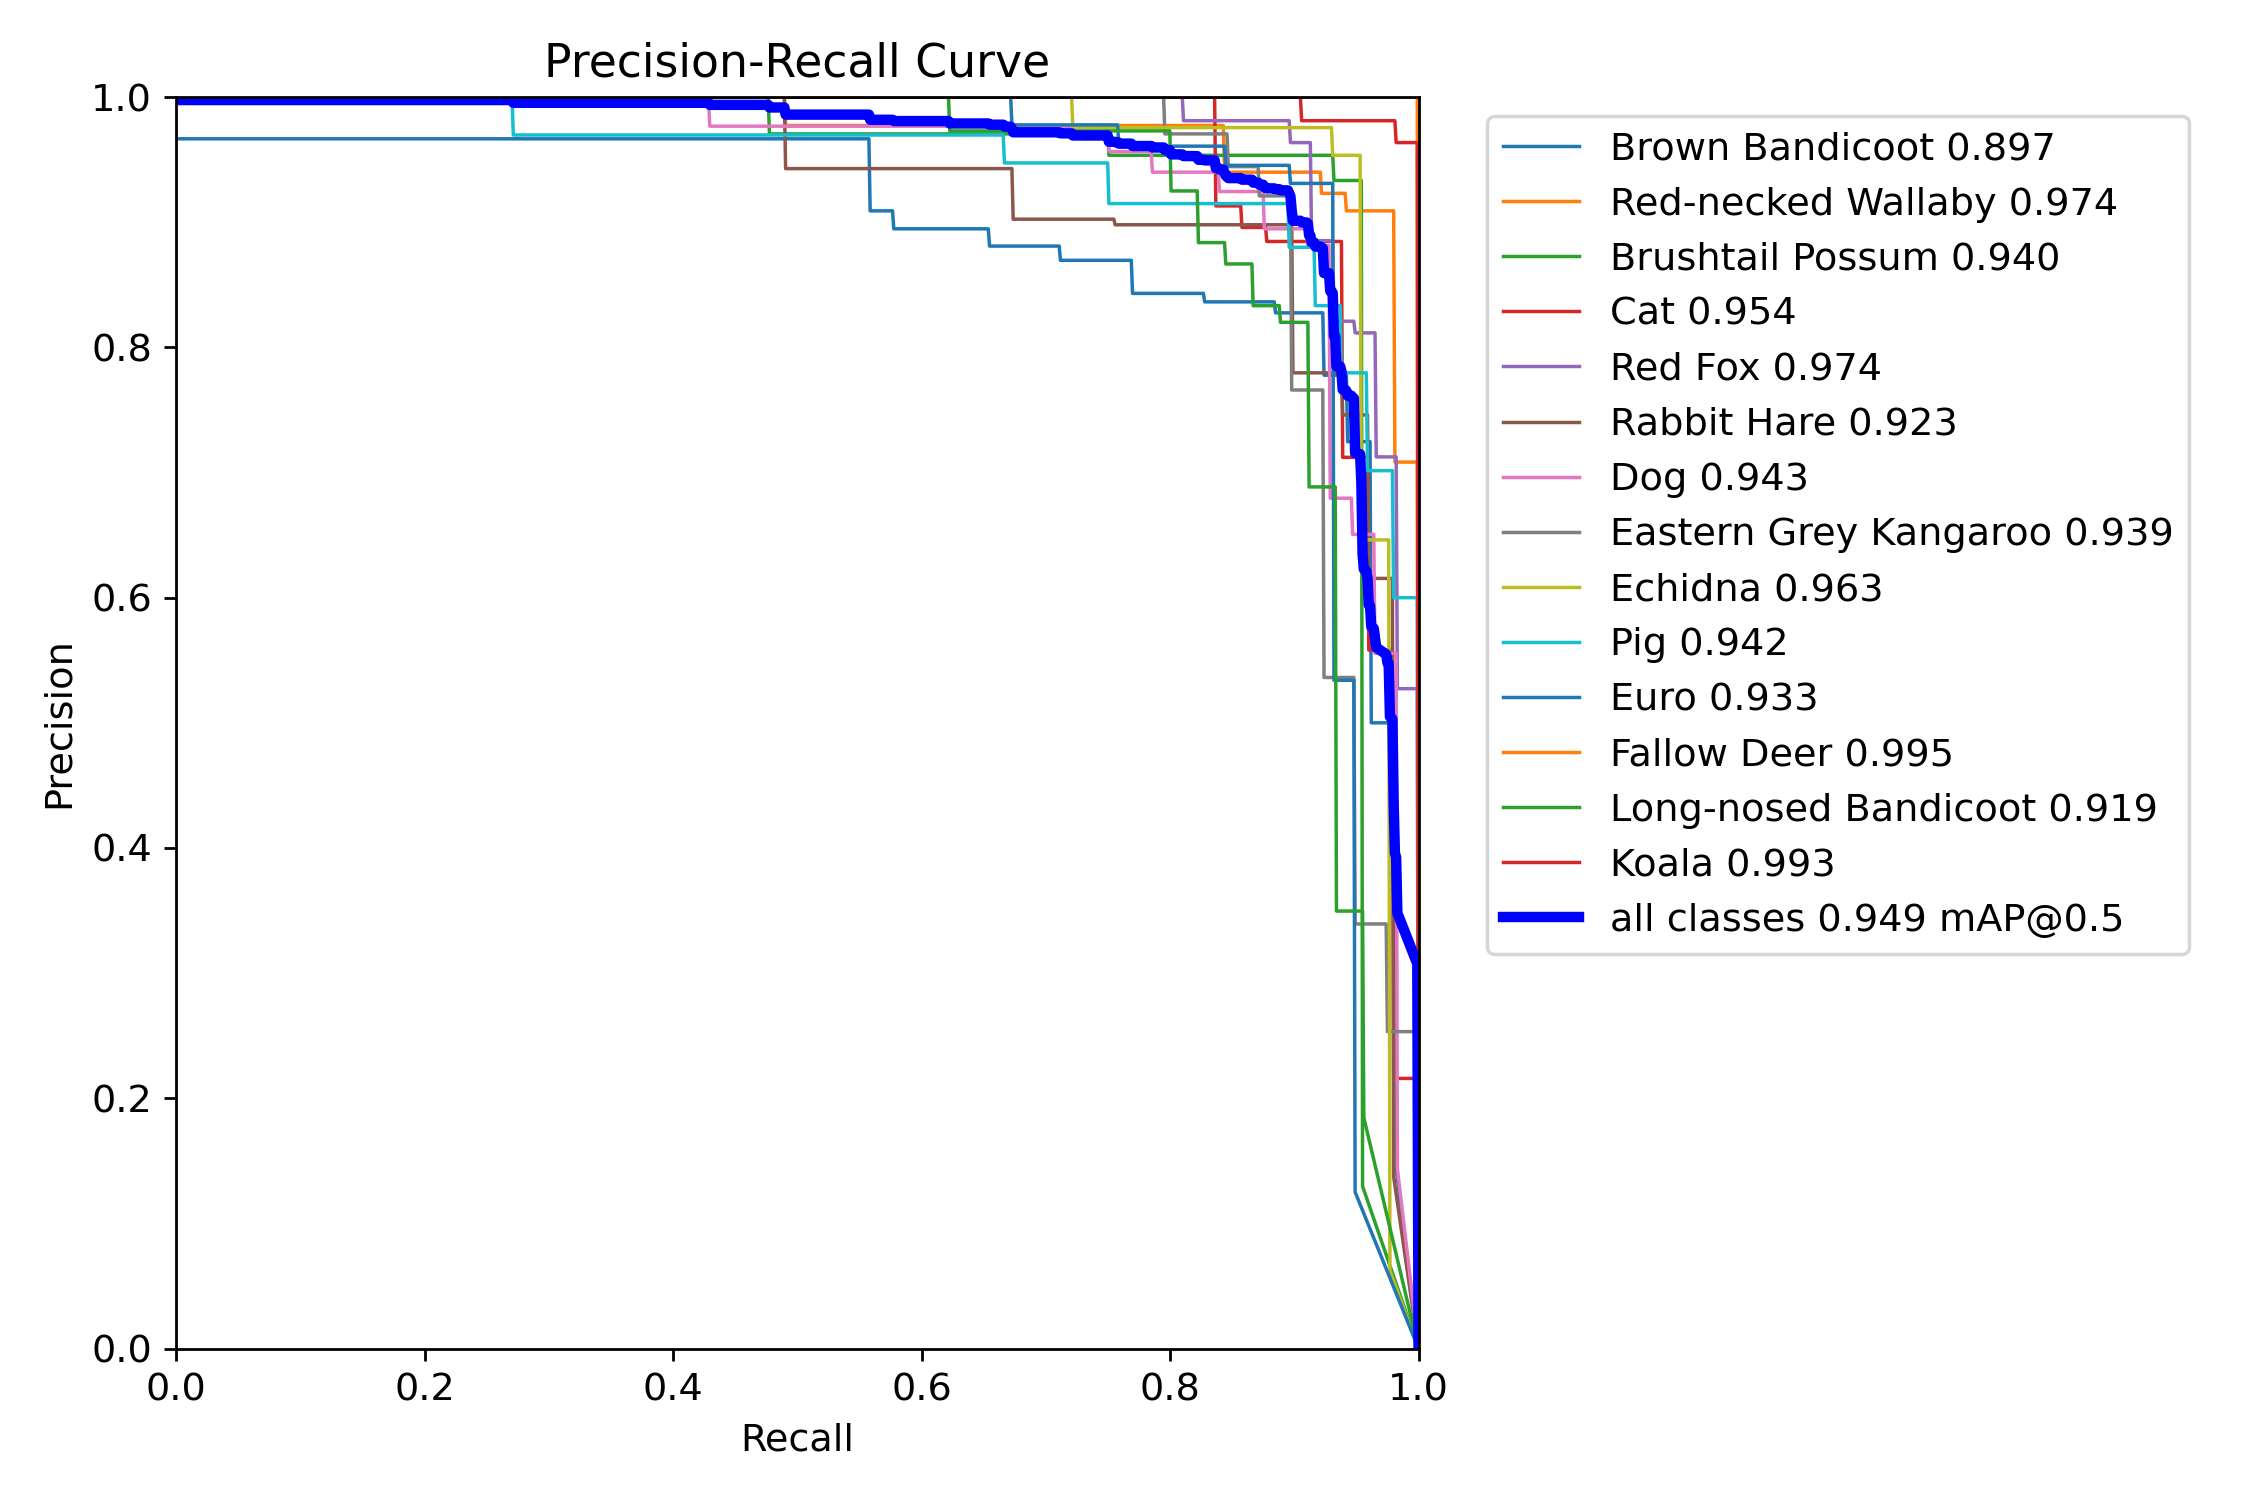 Precision-Recall Curve
1.0
0.8
0.6
0.4
0.2
0.0
Precision
0.0 0.2 0.4 0.6 0.8 1.0
Recall
Brown Bandicoot 0.897
Red-necked Wallaby 0.974
Brushtail Possum 0.940
Cat 0.954
Red Fox 0.974
Rabbit Hare 0.923
Dog 0.943
Eastern Grey Kangaroo 0.939
Echidna 0.963
Pig 0.942
Euro 0.933
Fallow Deer 0.995
Long-nosed Bandicoot 0.919
Koala 0.993
all classes 0.949 mAP@0.5